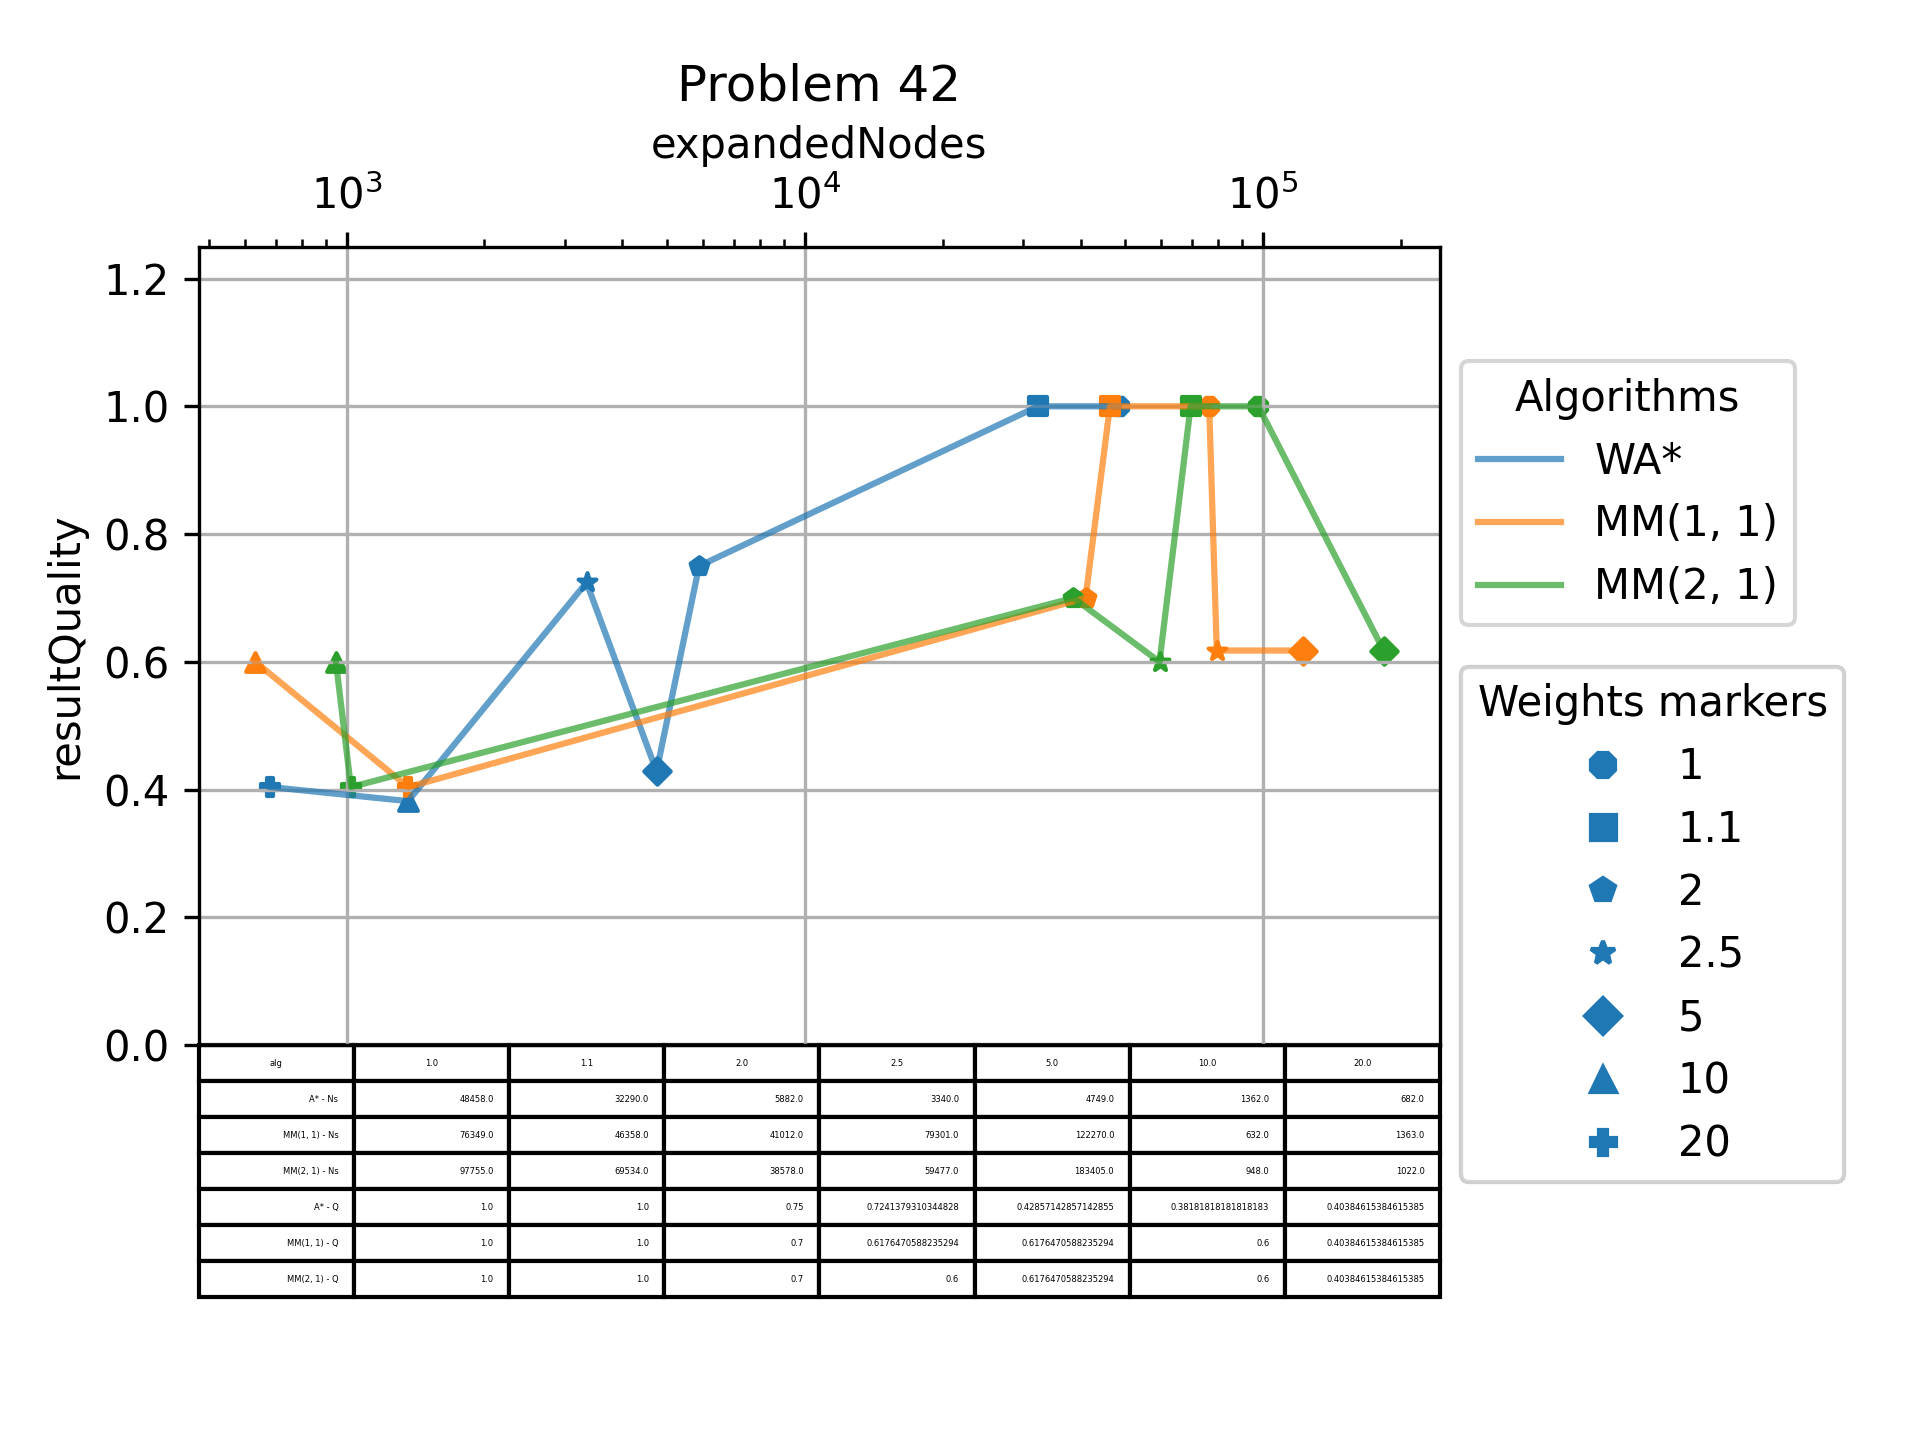 Problem 42
expandedNodes
10³ 10⁴ 10⁵
resultQuality
1.2
1.0
0.8
0.6
0.4
0.2
0.0
Algorithms
WA*
MM(1, 1)
MM(2, 1)
Weights markers
1
1.1
2
2.5
5
10
20
alg 1.0 1.1 2.0 2.5 5.0 10.0 20.0
A* - Ns 48458.0 32290.0 5882.0 3340.0 4749.0 1362.0 682.0
MM(1, 1) - Ns 76349.0 46358.0 41012.0 79301.0 122270.0 632.0 1363.0
MM(2, 1) - Ns 97755.0 69534.0 38578.0 59477.0 183405.0 948.0 1022.0
A* - Q 1.0 1.0 0.75 0.7241379310344828 0.42857142857142855 0.38181818181818183 0.40384615384615385
MM(1, 1) - Q 1.0 1.0 0.7 0.6176470588235294 0.6176470588235294 0.6 0.40384615384615385
MM(2, 1) - Q 1.0 1.0 0.7 0.6 0.6176470588235294 0.6 0.40384615384615385